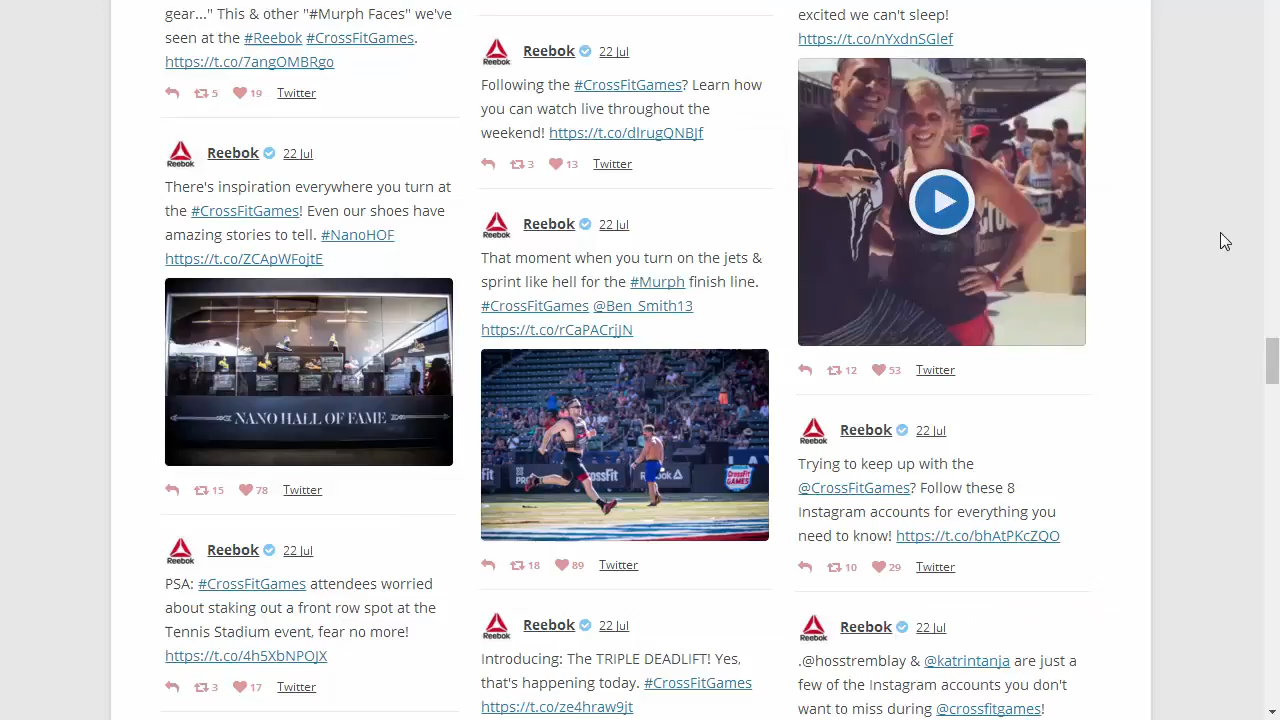 gear..." This & other "#Murph Faces" we've
seen at the #Reebok #CrossFitGames.
https://t.co/7angOMBRgo
5 19 Twitter
Reebok 22 Jul
There's inspiration everywhere you turn at
the #CrossFitGames! Even our shoes have
amazing stories to tell. #NanoHOF
https://t.co/ZCApWFojtE
NANO HALL OF FAME
15 78 Twitter
Reebok 22 Jul
PSA: #CrossFitGames attendees worried
about staking out a front row spot at the
Tennis Stadium event, fear no more!
https://t.co/4h5XbNPOJX
3 17 Twitter
Reebok 22 Jul
Following the #CrossFitGames? Learn how
you can watch live throughout the
weekend! https://t.co/dlrugQNBJf
3 13 Twitter
Reebok 22 Jul
That moment when you turn on the jets &
sprint like hell for the #Murph finish line.
#CrossFitGames @Ben_Smith13
https://t.co/rCaPACrjJN
CrossFit Reebok
CrossFit GAMES
18 89 Twitter
Reebok 22 Jul
Introducing: The TRIPLE DEADLIFT! Yes,
that's happening today. #CrossFitGames
https://t.co/ze4hraw9jt
excited we can't sleep!
https://t.co/nYxdnSGlef
12 53 Twitter
Reebok 22 Jul
Trying to keep up with the
@CrossFitGames? Follow these 8
Instagram accounts for everything you
need to know! https://t.co/bhAtPKcZQO
10 29 Twitter
Reebok 22 Jul
.@hosstremblay & @katrintanja are just a
few of the Instagram accounts you don't
want to miss during @crossfitgames!